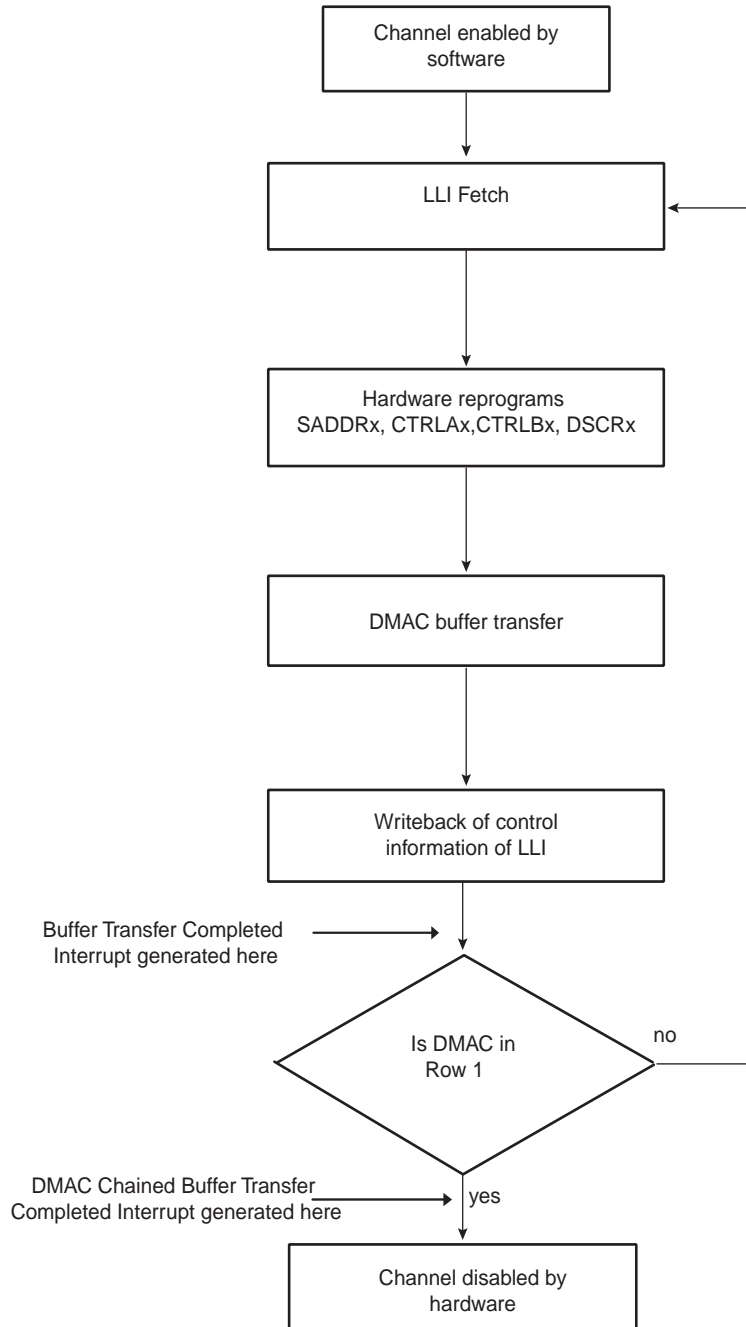 Channel enabled by
software
LLI Fetch
Hardware reprograms
SADDRx, CTRLAx,CTRLBx, DSCRx
DMAC buffer transfer
Writeback of control
information of LLI
Buffer Transfer Completed
Interrupt generated here
Is DMAC in
Row 1
no
DMAC Chained Buffer Transfer
Completed Interrupt generated here
yes
Channel disabled by
hardware